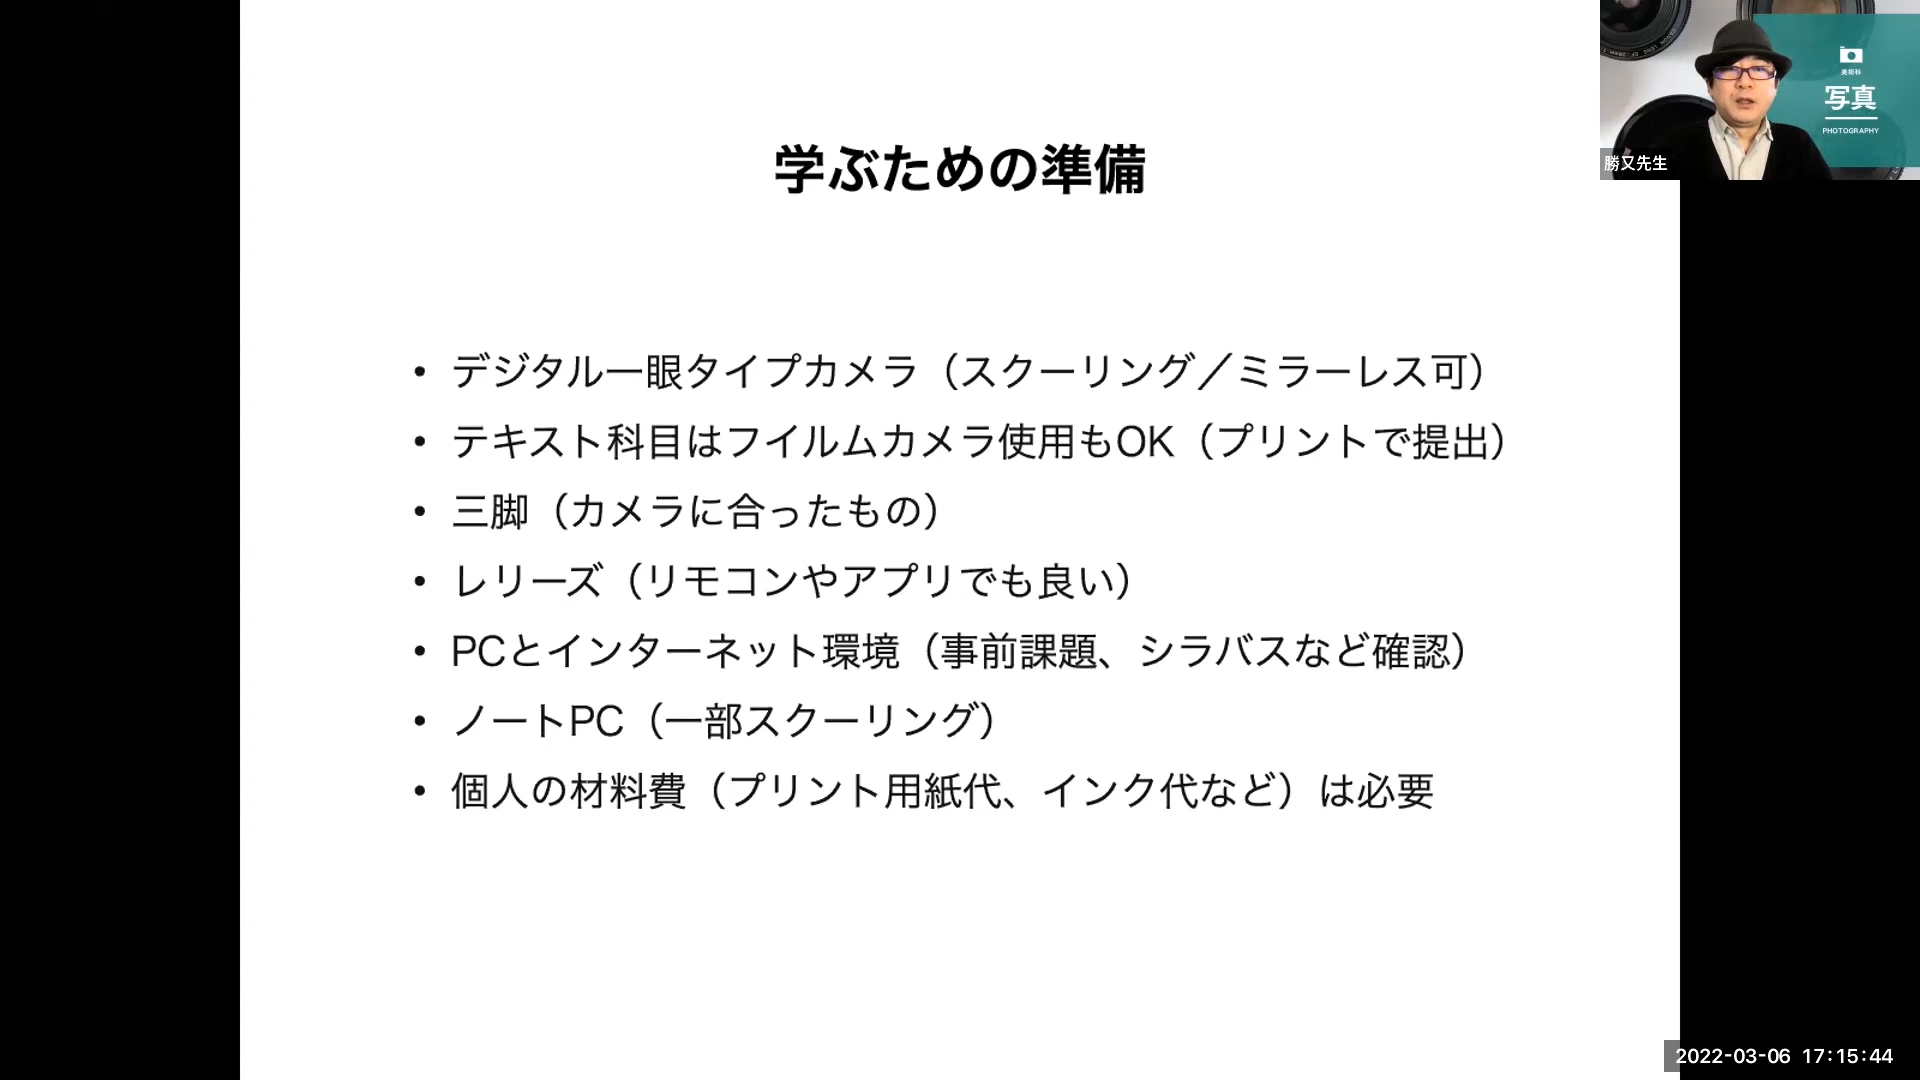 学ぶための準備
• デジタル一眼タイプカメラ（スクーリング／ミラーレス可）
• テキスト科目はフイルムカメラ使用もOK（プリントで提出）
• 三脚（カメラに合ったもの）
• レリーズ（リモコンやアプリでも良い）
• PCとインターネット環境（事前課題、シラバスなど確認）
• ノートPC（一部スクーリング）
• 個人の材料費（プリント用紙代、インク代など）は必要
美術科
写真
PHOTOGRAPHY
勝又先生
2022-03-06 17:15:44